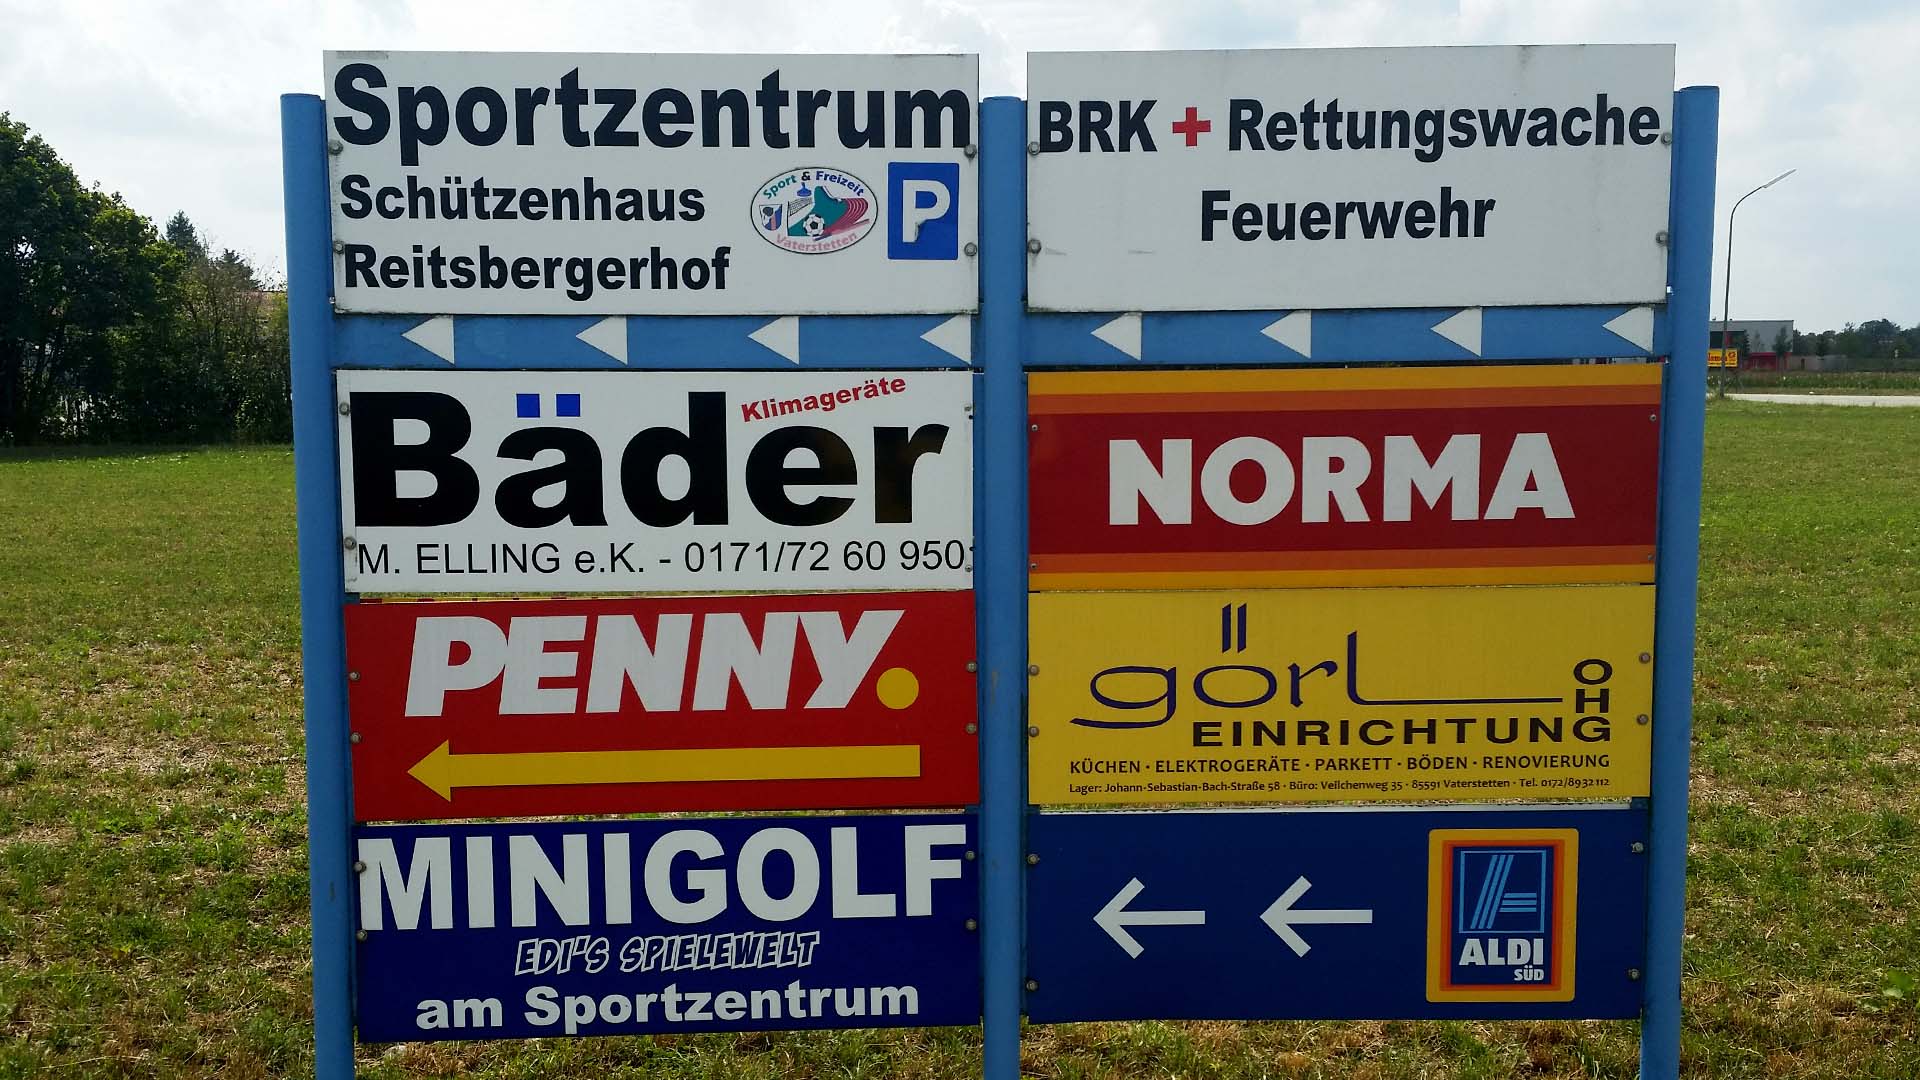 Sportzentrum
Schützenhaus
Reitsbergerhof
Sport & Freizeit
Vaterstetten
P
BRK + Rettungswache
Feuerwehr
Klimageräte
Bäder
M. ELLING e.K. - 0171/72 60 950
NORMA
PENNY.
görl
EINRICHTUNG OHG
KÜCHEN · ELEKTROGERÄTE · PARKETT · BÖDEN · RENOVIERUNG
Lager: Johann-Sebastian-Bach-Straße 58 · Büro: Veilchenweg 35 · 85591 Vaterstetten · Tel. 0172/8932112
MINIGOLF
EDI'S SPIELEWELT
am Sportzentrum
ALDI
SÜD